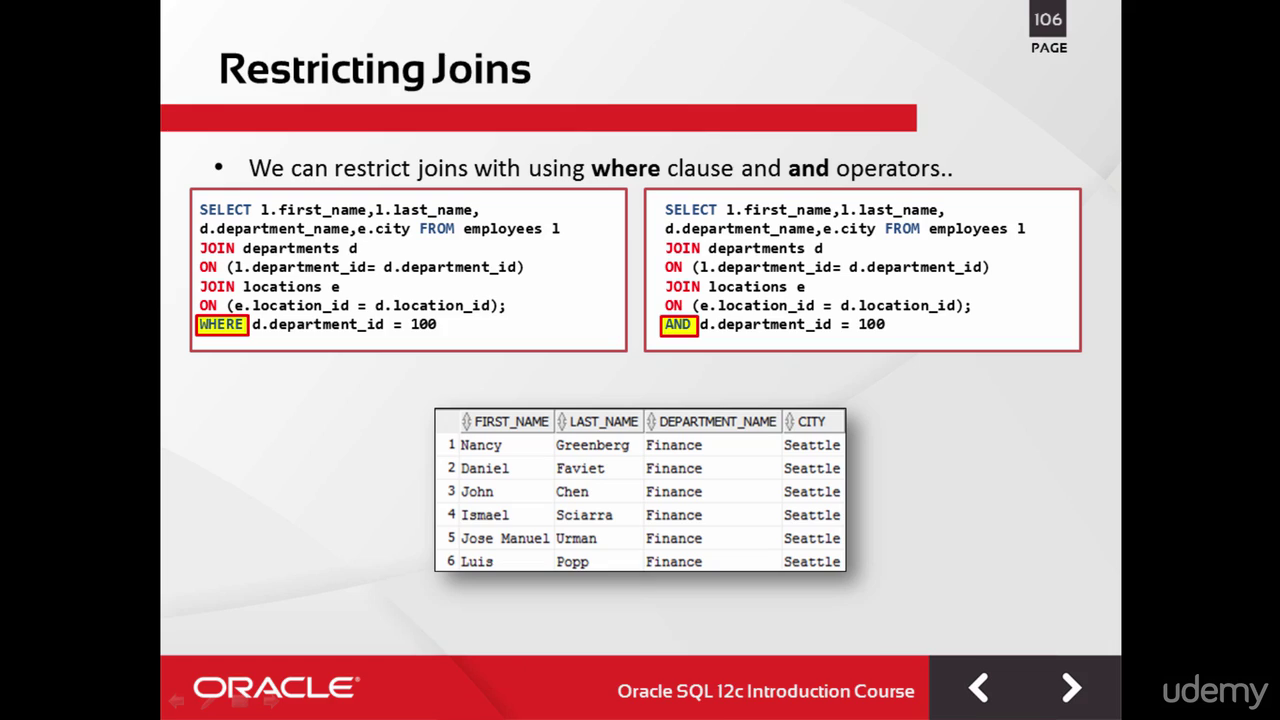 106
PAGE
Restricting Joins
• We can restrict joins with using where clause and and operators..
SELECT l.first_name,l.last_name,
d.department_name,e.city FROM employees l
JOIN departments d
ON (l.department_id= d.department_id)
JOIN locations e
ON (e.location_id = d.location_id);
WHERE d.department_id = 100
SELECT l.first_name,l.last_name,
d.department_name,e.city FROM employees l
JOIN departments d
ON (l.department_id= d.department_id)
JOIN locations e
ON (e.location_id = d.location_id);
AND d.department_id = 100
FIRST_NAME LAST_NAME DEPARTMENT_NAME CITY
1 Nancy Greenberg Finance Seattle
2 Daniel Faviet Finance Seattle
3 John Chen Finance Seattle
4 Ismael Sciarra Finance Seattle
5 Jose Manuel Urman Finance Seattle
6 Luis Popp Finance Seattle
ORACLE®
Oracle SQL 12c Introduction Course
udemy